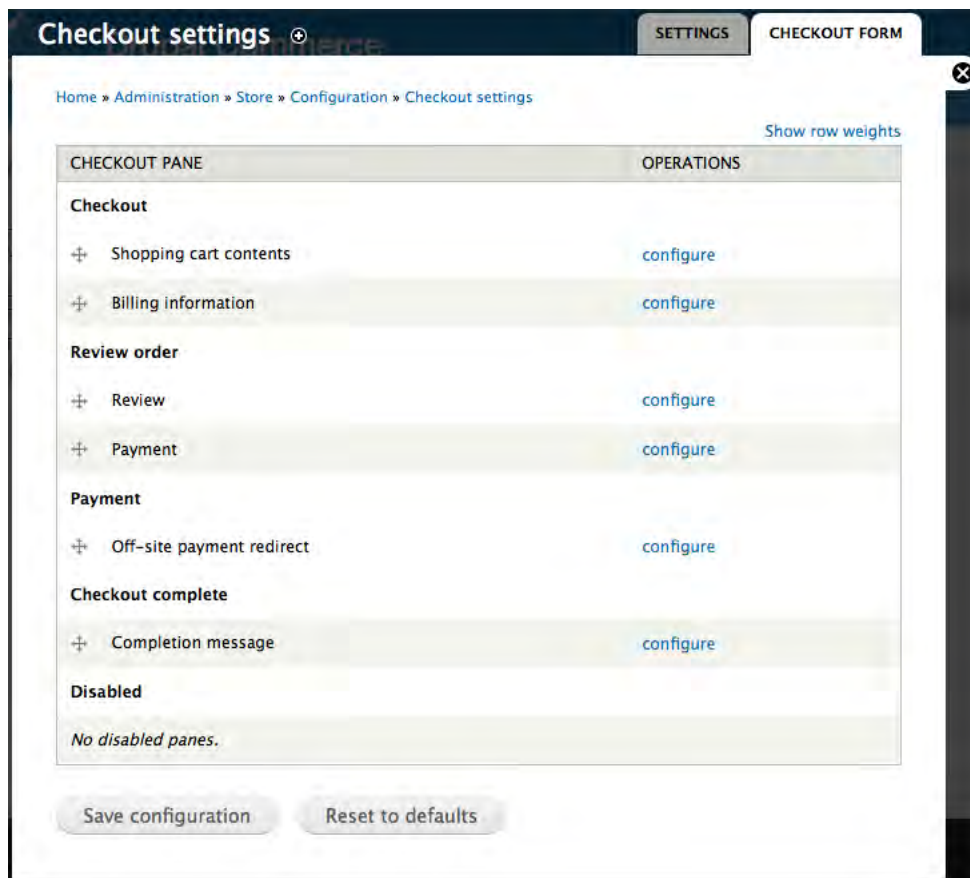 Checkout settings
SETTINGS
CHECKOUT FORM
Home » Administration » Store » Configuration » Checkout settings
Show row weights
CHECKOUT PANE OPERATIONS
Checkout
Shopping cart contents configure
Billing information configure
Review order
Review configure
Payment configure
Payment
Off-site payment redirect configure
Checkout complete
Completion message configure
Disabled
No disabled panes.
Save configuration Reset to defaults